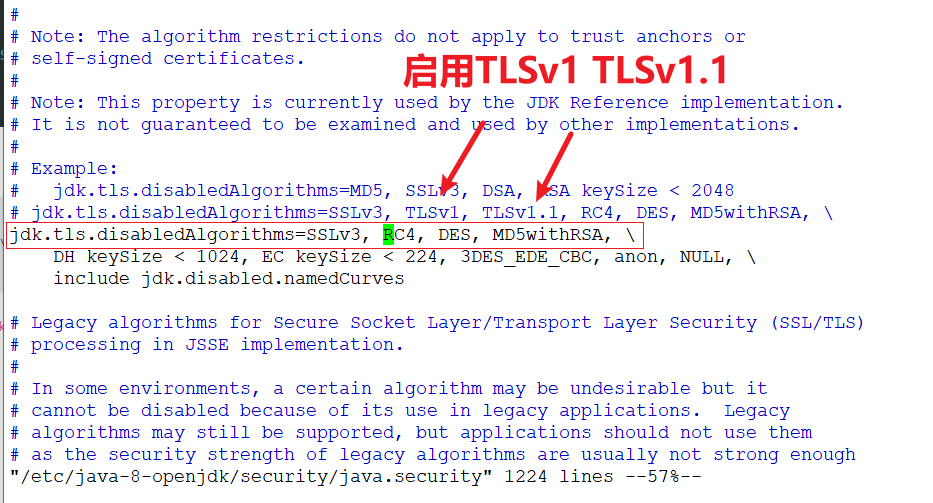 #
# Note: The algorithm restrictions do not apply to trust anchors or
# self-signed certificates.
启用TLSv1 TLSv1.1
#
# Note: This property is currently used by the JDK Reference implementation.
# It is not guaranteed to be examined and used by other implementations.
#
# Example:
#   jdk.tls.disabledAlgorithms=MD5, SSLv3, DSA, RSA keySize < 2048
# jdk.tls.disabledAlgorithms=SSLv3, TLSv1, TLSv1.1, RC4, DES, MD5withRSA, \
jdk.tls.disabledAlgorithms=SSLv3, RC4, DES, MD5withRSA, \
    DH keySize < 1024, EC keySize < 224, 3DES_EDE_CBC, anon, NULL, \
    include jdk.disabled.namedCurves
# Legacy algorithms for Secure Socket Layer/Transport Layer Security (SSL/TLS)
# processing in JSSE implementation.
#
# In some environments, a certain algorithm may be undesirable but it
# cannot be disabled because of its use in legacy applications.  Legacy
# algorithms may still be supported, but applications should not use them
# as the security strength of legacy algorithms are usually not strong enough
"/etc/java-8-openjdk/security/java.security" 1224 lines --57%--